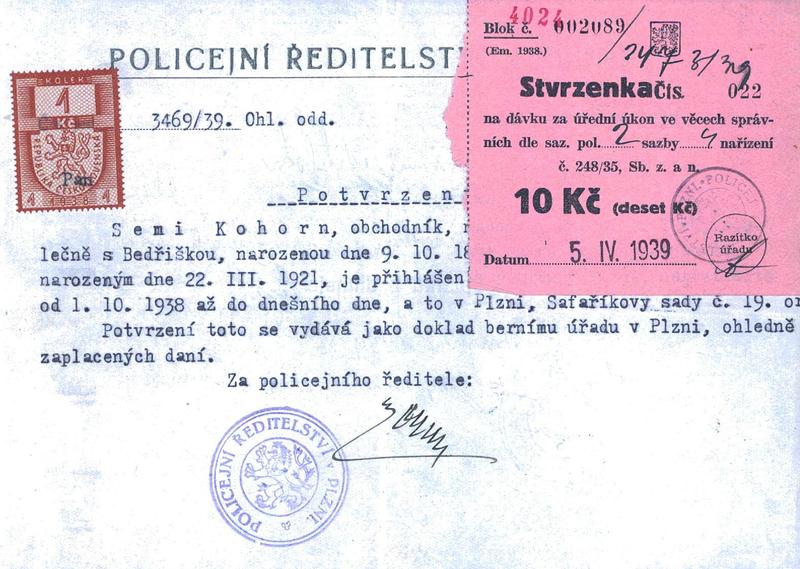 POLICEJNÍ ŘEDITELSTV
KOLEK
1
KČ
1938
3469/39. Ohl. odd.
Potvrzení
Semi Kohorn, obchodník,
lečně s Bedřiškou, narozenou dne 9. 10. 18
narozeným dne 22. III. 1921, je přihlášen
od 1. 10. 1938 až do dnešního dne, a to v Plzni, Šafaříkovy sady č. 19.
Potvrzení toto se vydává jako doklad bernímu úřadu v Plzni, ohledně
zaplacených daní.
Za policejního ředitele:
POLICEJNÍ ŘEDITELSTVÍ v PLZNI.
4024
Blok č. 002089
(Em. 1938.)
Stvrzenka čís. 022
na dávku za úřední úkon ve věcech správ-
ních dle saz. pol. 2 sazby 4 nařízení
č. 248/35, Sb. z. a n.
10 Kč (deset Kč)
Datum 5. IV. 1939
Razítko
úřadu